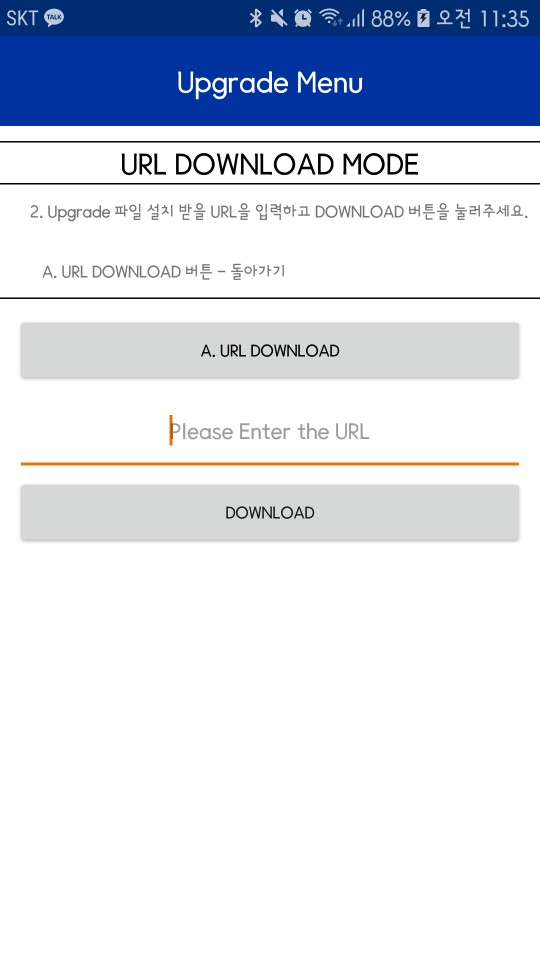 SKT TALK 88% 오전 11:35
Upgrade Menu
URL DOWNLOAD MODE
2. Upgrade 파일 설치 받을 URL을 입력하고 DOWNLOAD 버튼을 눌러주세요.
A. URL DOWNLOAD 버튼 - 돌아가기
A. URL DOWNLOAD
Please Enter the URL
DOWNLOAD